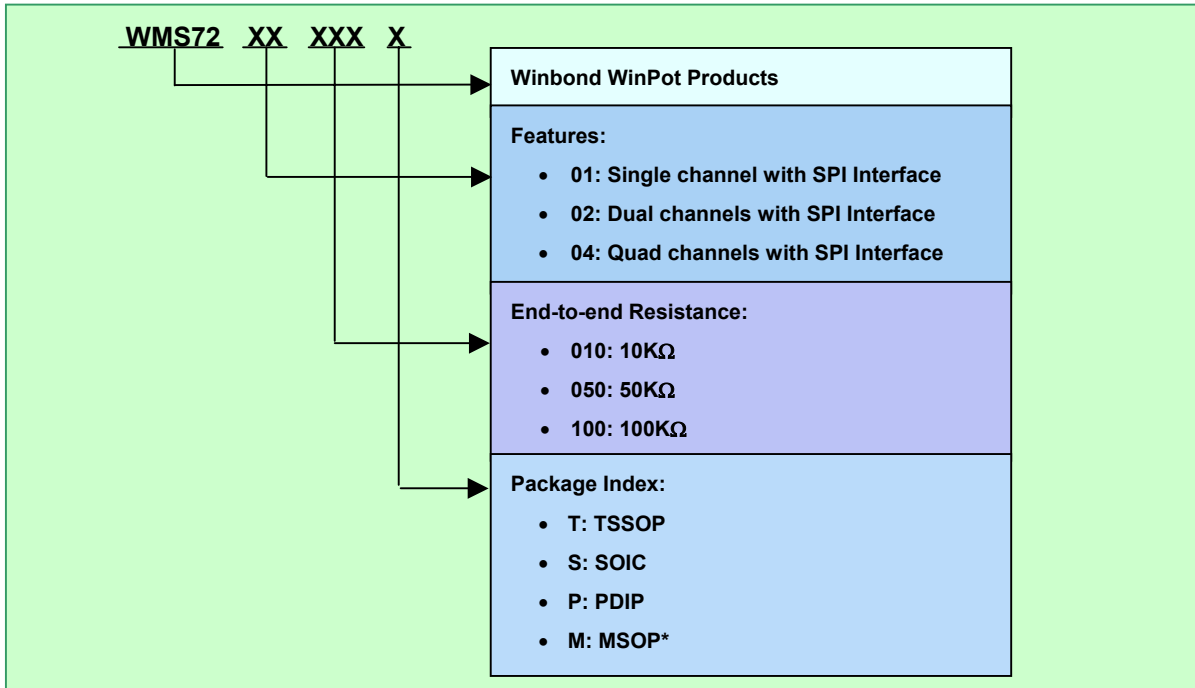 WMS72 XX XXX X
Winbond WinPot Products
Features:
• 01: Single channel with SPI Interface
• 02: Dual channels with SPI Interface
• 04: Quad channels with SPI Interface
End-to-end Resistance:
• 010: 10KΩ
• 050: 50KΩ
• 100: 100KΩ
Package Index:
• T: TSSOP
• S: SOIC
• P: PDIP
• M: MSOP*